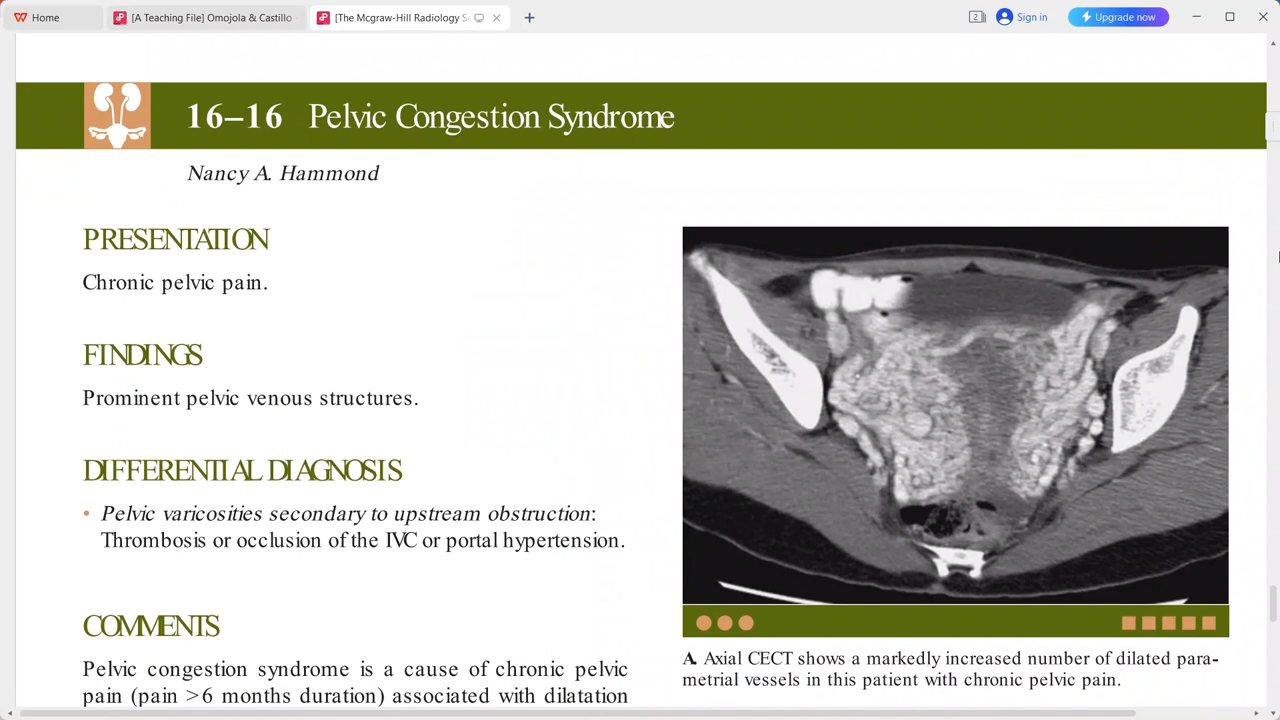 Home
[A Teaching File] Omojola & Castillo
[The Mcgraw-Hill Radiology S
2
Sign in
Upgrade now
16–16 Pelvic Congestion Syndrome
Nancy A. Hammond
PRESENTATION
Chronic pelvic pain.
FINDINGS
Prominent pelvic venous structures.
DIFFERENTIAL DIAGNOSIS
• Pelvic varicosities secondary to upstream obstruction:
Thrombosis or occlusion of the IVC or portal hypertension.
COMMENTS
Pelvic congestion syndrome is a cause of chronic pelvic
pain (pain >6 months duration) associated with dilatation
A. Axial CECT shows a markedly increased number of dilated para-
metrial vessels in this patient with chronic pelvic pain.